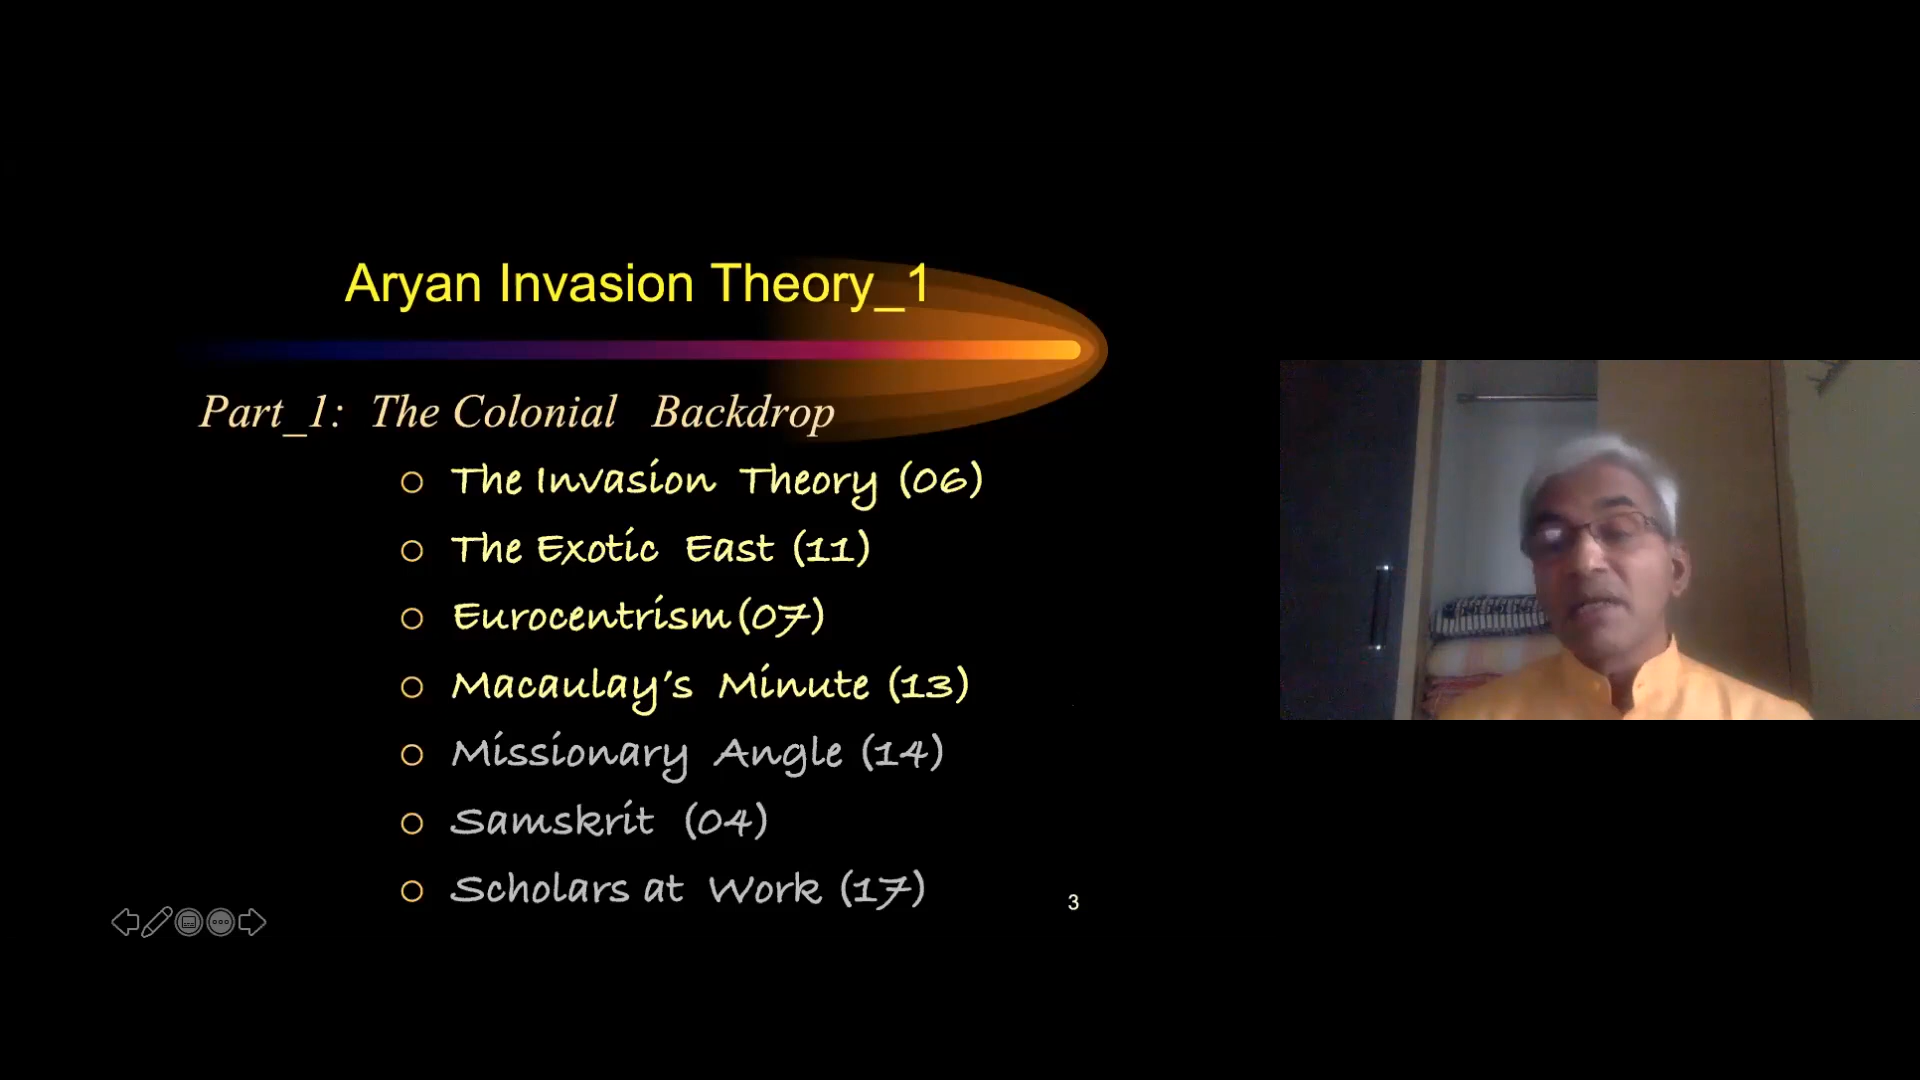 Aryan Invasion Theory_1
Part_1: The Colonial Backdrop
The Invasion Theory (06)
The Exotic East (11)
Eurocentrism (07)
Macaulay's Minute (13)
Missionary Angle (14)
Samskrit (04)
Scholars at Work (17)
3